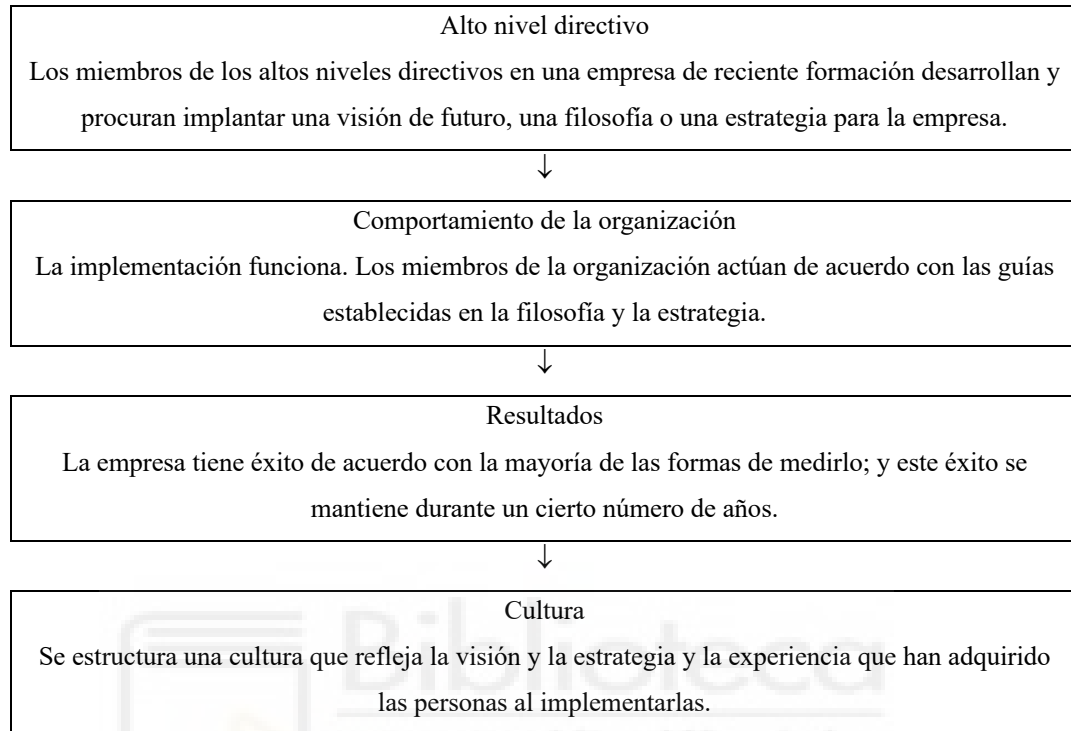 Alto nivel directivo
Los miembros de los altos niveles directivos en una empresa de reciente formación desarrollan y
procuran implantar una visión de futuro, una filosofía o una estrategia para la empresa.
↓
Comportamiento de la organización
La implementación funciona. Los miembros de la organización actúan de acuerdo con las guías
establecidas en la filosofía y la estrategia.
↓
Resultados
La empresa tiene éxito de acuerdo con la mayoría de las formas de medirlo; y este éxito se
mantiene durante un cierto número de años.
↓
Cultura
Se estructura una cultura que refleja la visión y la estrategia y la experiencia que han adquirido
las personas al implementarlas.
Biblioteca